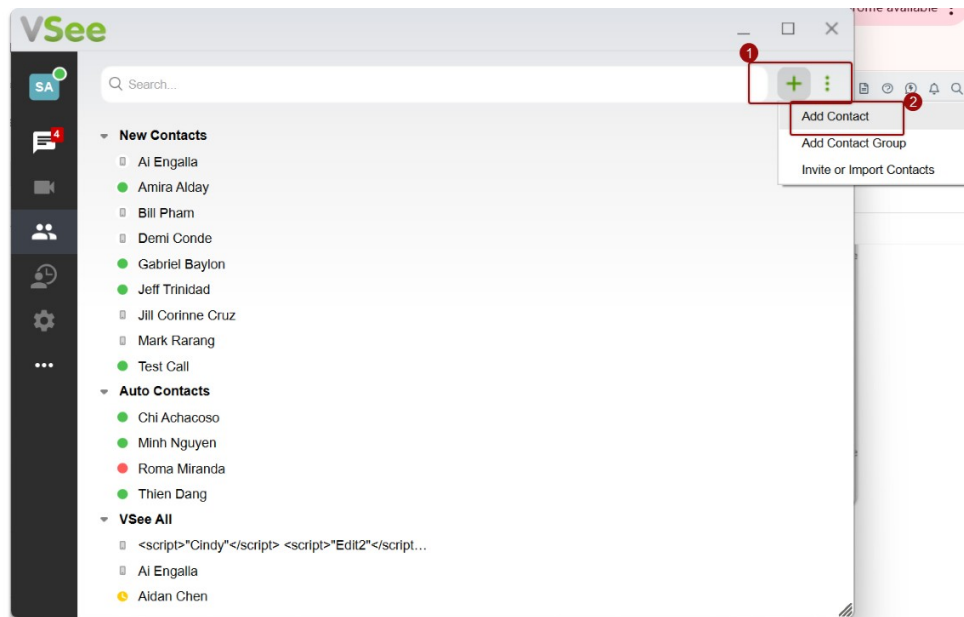 VSee
ome available
1
SA
Search...
2
Add Contact
4
New Contacts
Add Contact Group
Ai Engalla
Invite or Import Contacts
Amira Alday
Bill Pham
Demi Conde
Gabriel Baylon
Jeff Trinidad
Jill Corinne Cruz
Mark Rarang
Test Call
Auto Contacts
Chi Achacoso
Minh Nguyen
Roma Miranda
Thien Dang
VSee All
<script>"Cindy"</script> <script>"Edit2"</script...
Ai Engalla
Aidan Chen